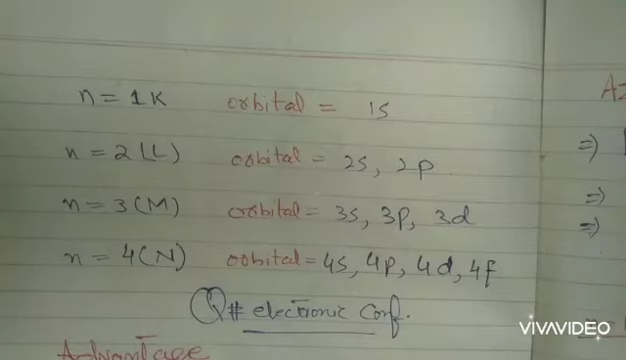 n = 1 K orbital = 1s
n = 2 (L) orbital = 2s, 2p
n = 3 (M) orbital = 3s, 3p, 3d
n = 4 (N) orbital = 4s, 4p, 4d, 4f
Q # electronic Conf.
Advantage
⇒)
⇒)
⇒)
VIVAVIDEO